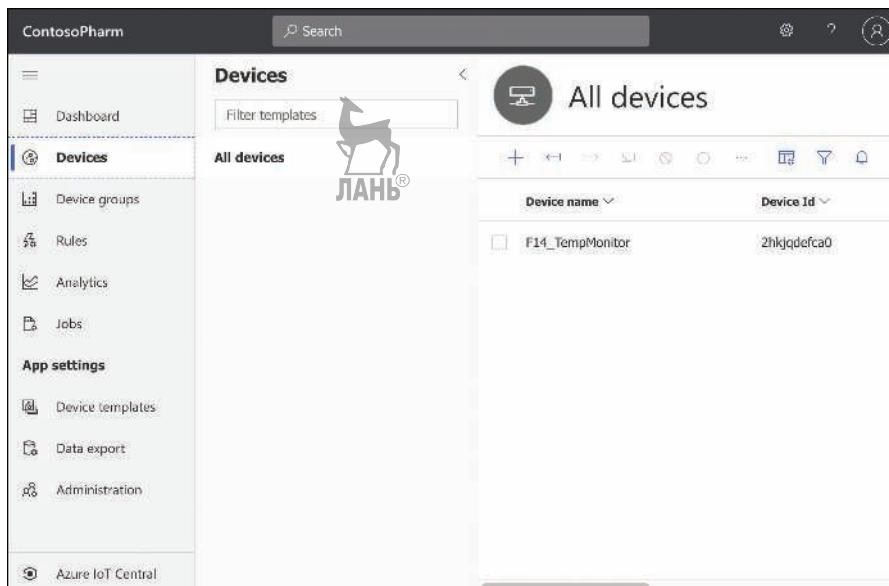 ContosoPharm
Search
?
Dashboard
Devices
Device groups
Rules
Analytics
Jobs
App settings
Device templates
Data export
Administration
Azure IoT Central
Devices
Filter templates
All devices
ЛАНЬ®
All devices
Device name
Device Id
F14_TempMonitor
2hkjqdefca0